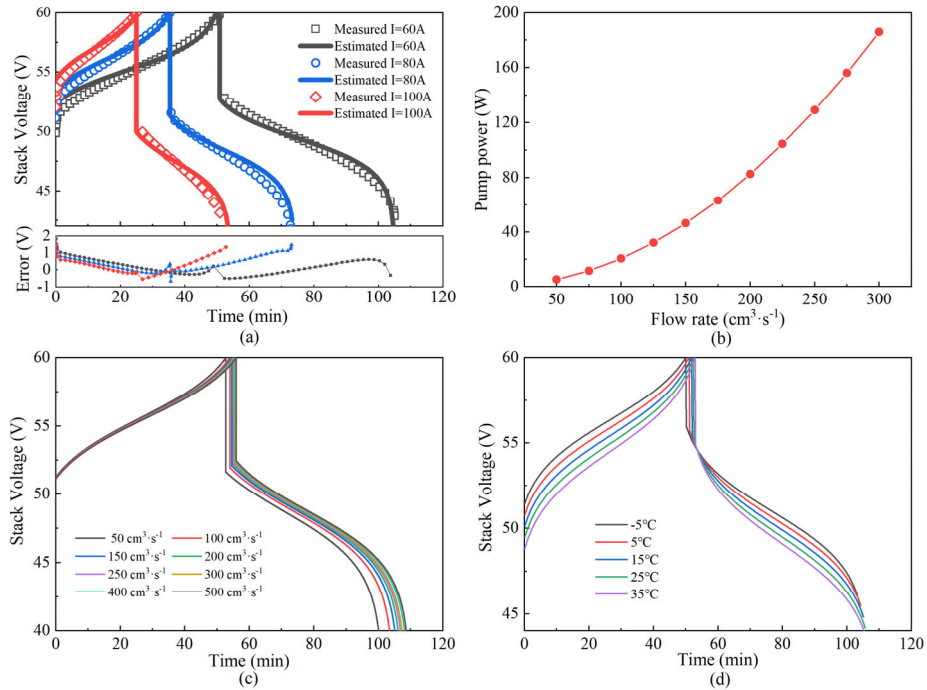 60
55
50
45
Stack Voltage (V)
Measured I=60A
Estimated I=60A
Measured I=80A
Estimated I=80A
Measured I=100A
Estimated I=100A
2
1
0
-1
Error (V)
0 20 40 60 80 100 120
Time (min)
(a)
200
160
120
80
40
0
Pump power (W)
50 100 150 200 250 300
Flow rate (cm³·s⁻¹)
(b)
60
55
50
45
40
Stack Voltage (V)
50 cm³·s⁻¹ 100 cm³·s⁻¹
150 cm³·s⁻¹ 200 cm³·s⁻¹
250 cm³·s⁻¹ 300 cm³·s⁻¹
400 cm³·s⁻¹ 500 cm³·s⁻¹
0 20 40 60 80 100 120
Time (min)
(c)
60
55
50
45
Stack Voltage (V)
-5℃
5℃
15℃
25℃
35℃
0 20 40 60 80 100 120
Time (min)
(d)